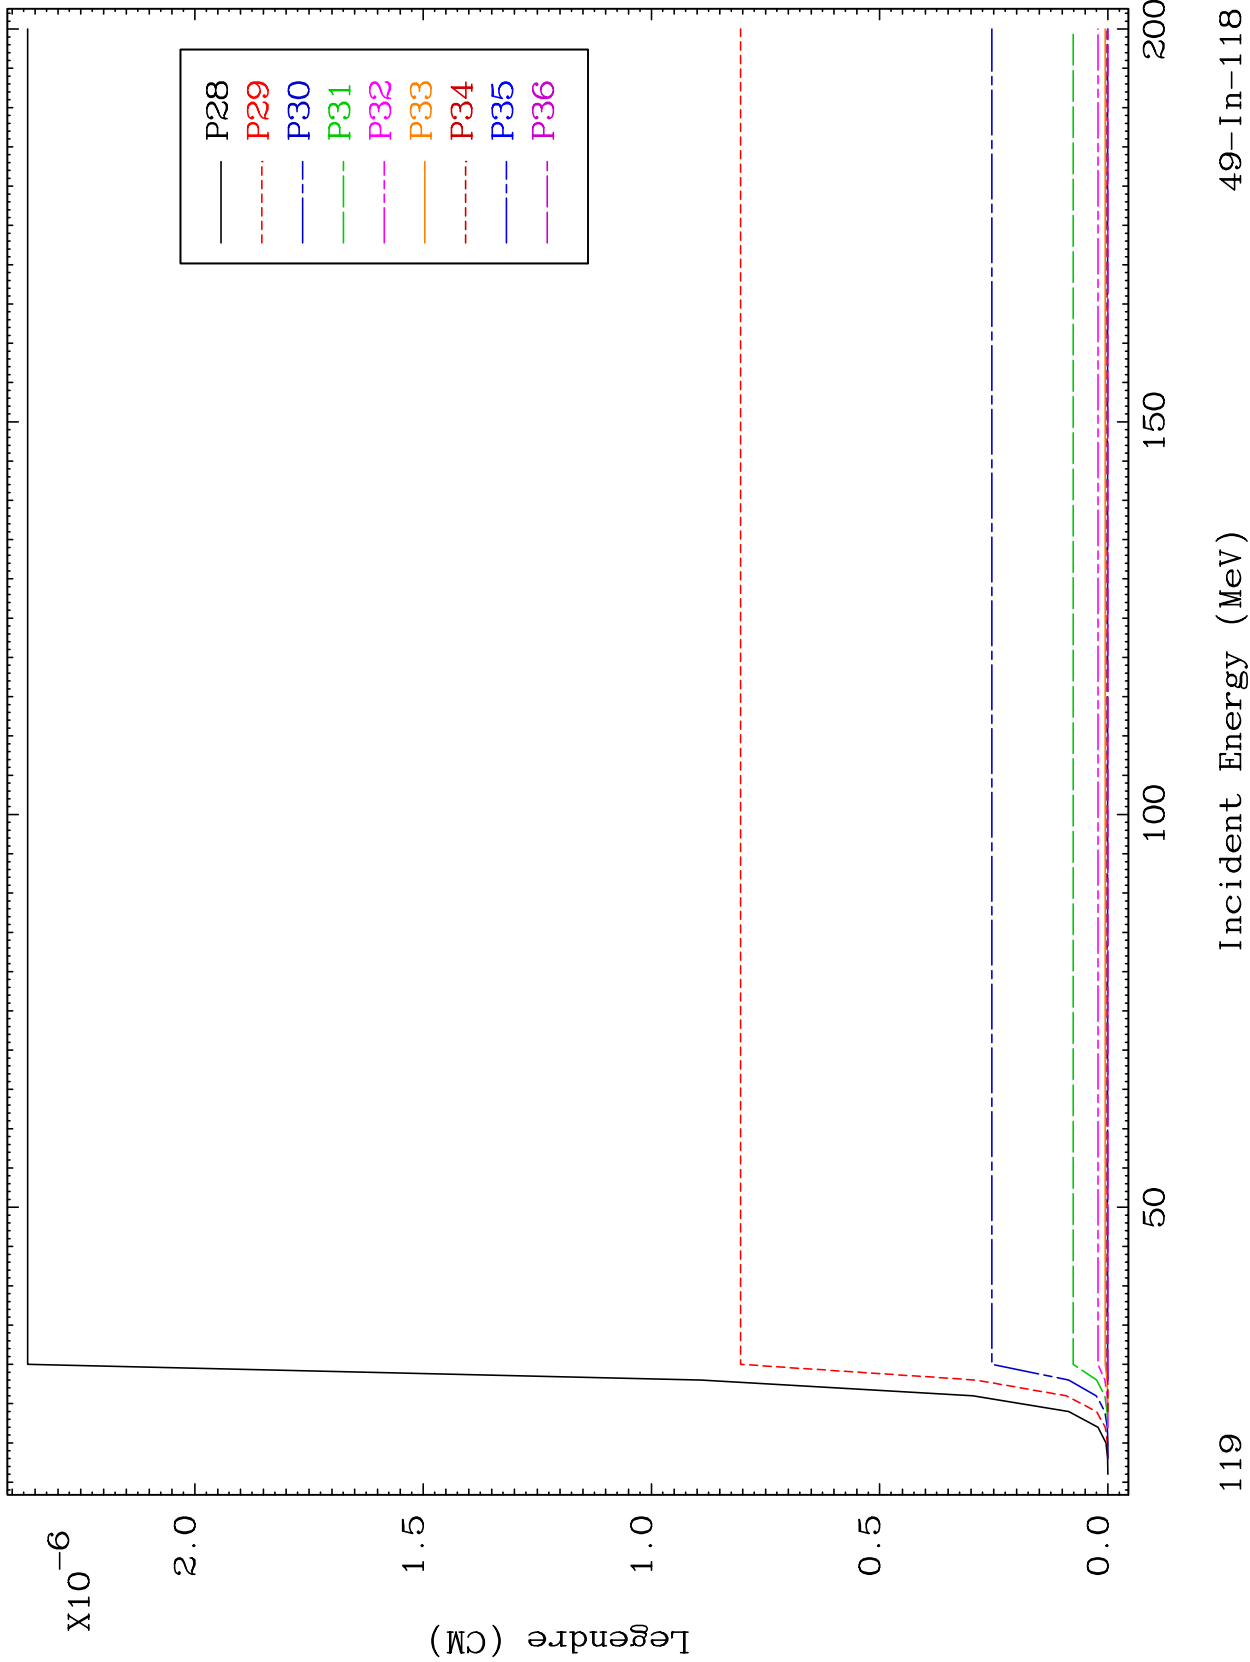 X10-6
2.0
1.5
1.0
0.5
0.0
Legendre (CM)
P28
P29
P30
P31
P32
P33
P34
P35
P36
50
100
150
200
119
Incident Energy (MeV)
49-In-118